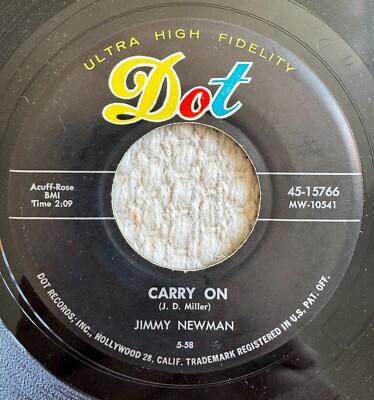 ULTRA HIGH FIDELITY
Dot
Acuff-Rose
BMI
Time 2:09
45-15766
MW-10541
CARRY ON
(J. D. Miller)
JIMMY NEWMAN
5-58
DOT RECORDS, INC., HOLLYWOOD 28, CALIF. TRADEMARK REGISTERED IN U.S. PAT. OFF.